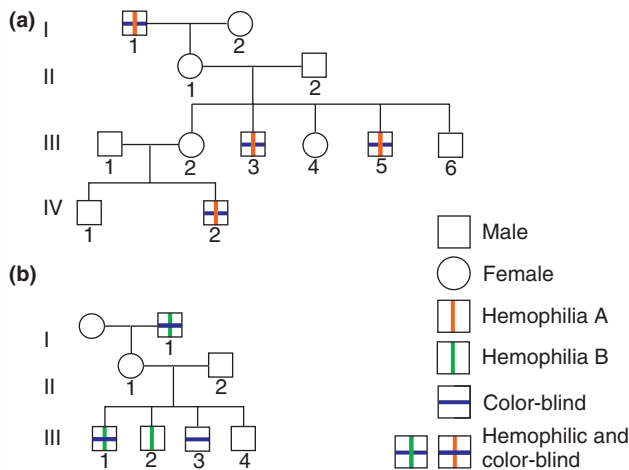 (a)
I
1
2
II
1
2
III
1
2
3
4
5
6
IV
1
2
Male
Female
(b)
Hemophilia A
I
1
Hemophilia B
II
1
2
Color-blind
III
1
2
3
4
Hemophilic and
color-blind